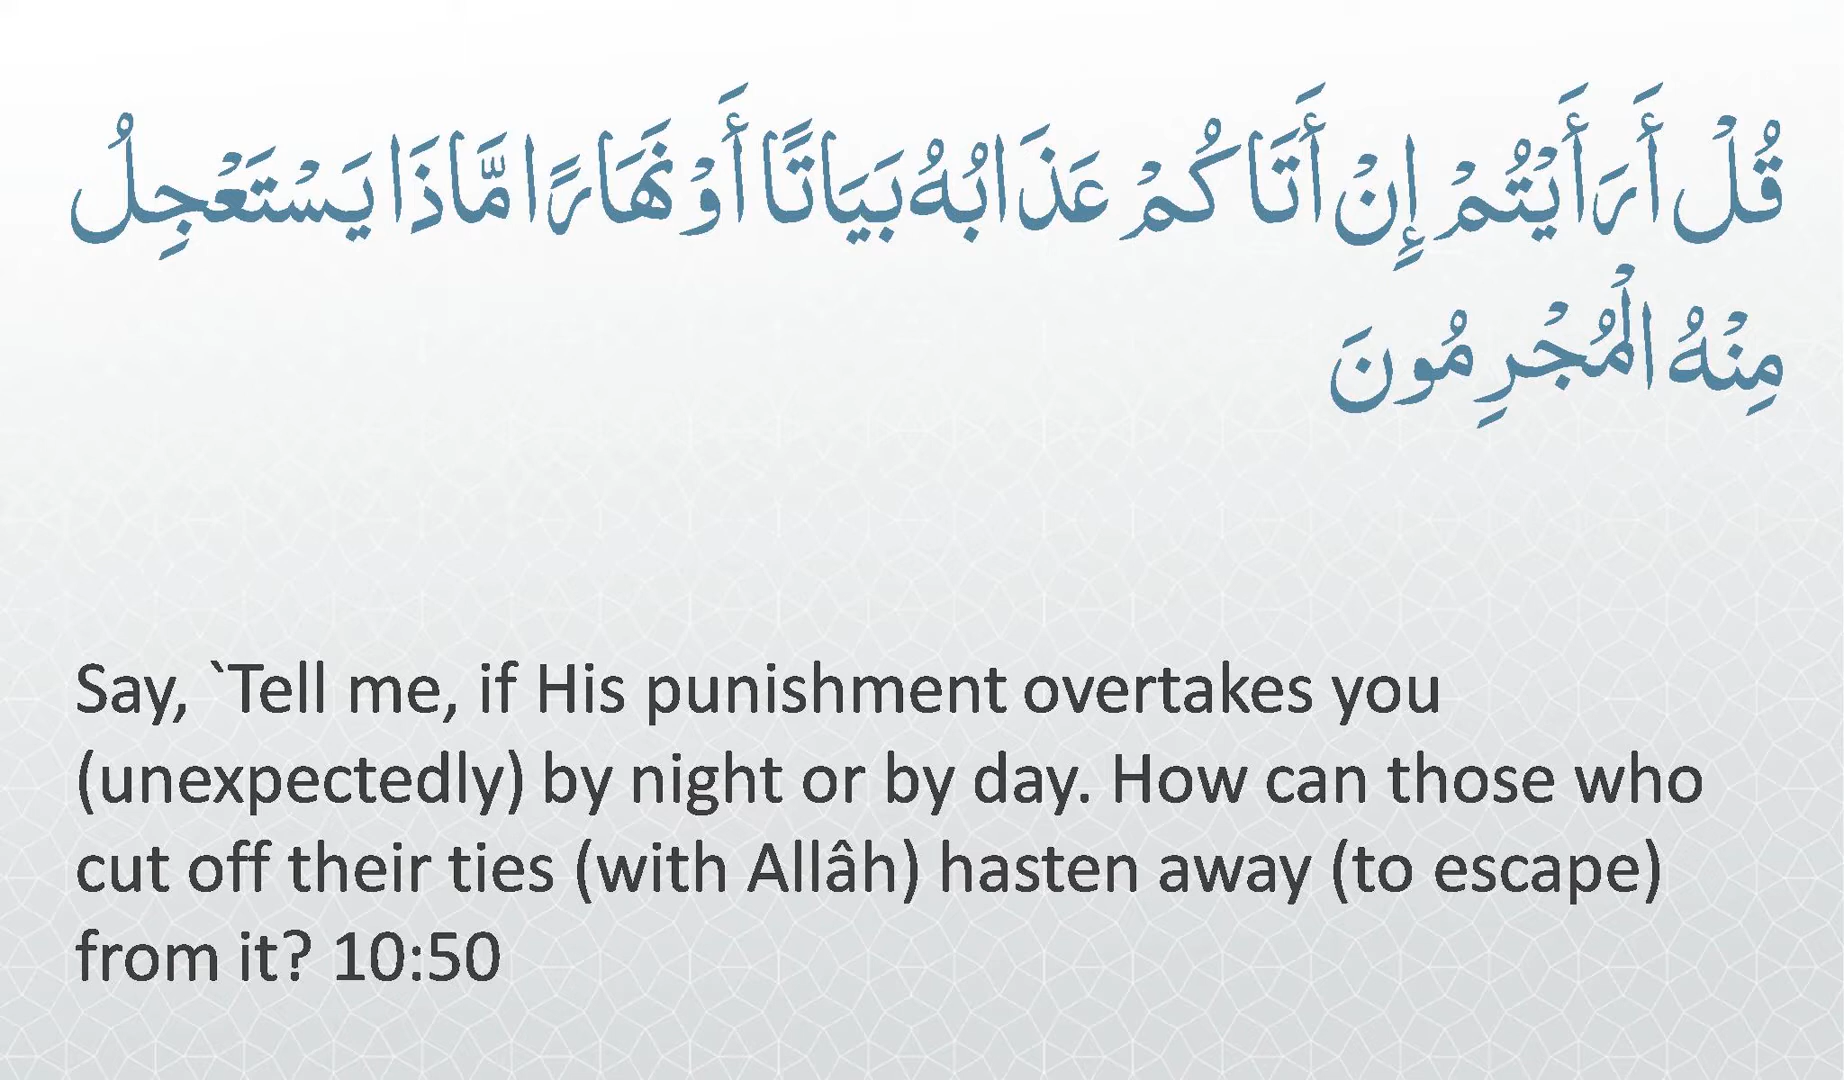 قُلْ أَرَأَيْتُمْ إِنْ أَتَاكُمْ عَذَابُهُ بَيَاتًا أَوْ نَهَارًا مَّاذَا يَسْتَعْجِلُ
مِنْهُ الْمُجْرِمُونَ
Say, `Tell me, if His punishment overtakes you
(unexpectedly) by night or by day. How can those who
cut off their ties (with Allâh) hasten away (to escape)
from it? 10:50